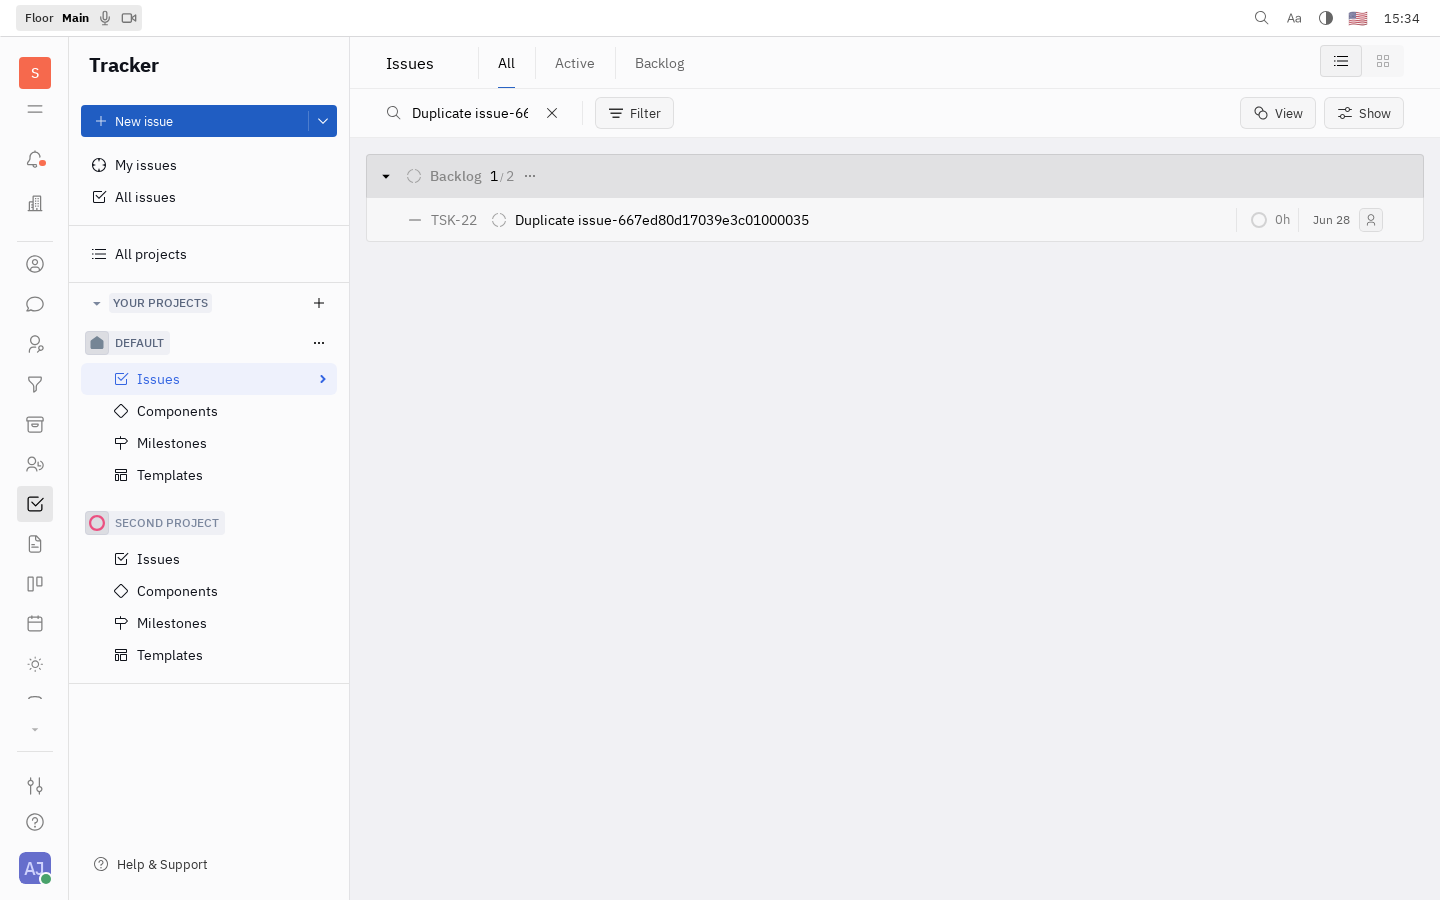 Floor Main
Aa
15:34
S
Tracker
New issue
My issues
All issues
All projects
YOUR PROJECTS
DEFAULT
Issues
Components
Milestones
Templates
SECOND PROJECT
Issues
Components
Milestones
Templates
Help & Support
AJ
Issues
All
Active
Backlog
Duplicate issue-66
Filter
View
Show
Backlog 1/2
TSK-22 Duplicate issue-667ed80d17039e3c01000035 0h Jun 28